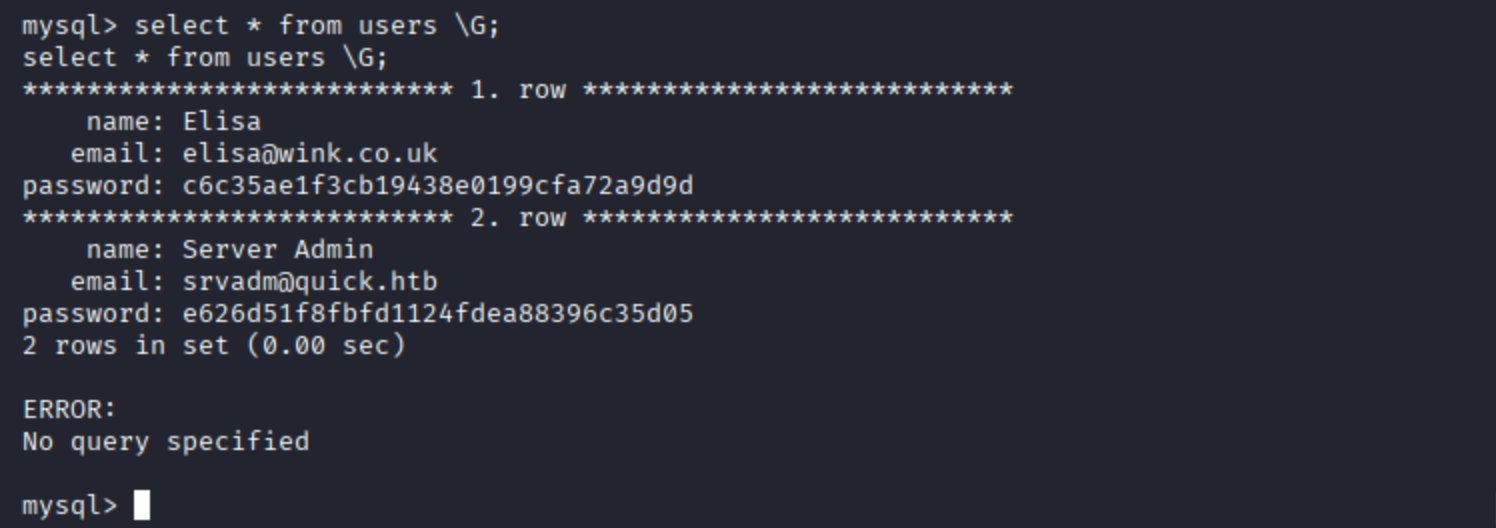 mysql> select * from users \G;
select * from users \G;
*************************** 1. row ***************************
    name: Elisa
   email: elisa@wink.co.uk
password: c6c35ae1f3cb19438e0199cfa72a9d9d
*************************** 2. row ***************************
    name: Server Admin
   email: srvadm@quick.htb
password: e626d51f8fbfd1124fdea88396c35d05
2 rows in set (0.00 sec)

ERROR:
No query specified

mysql>